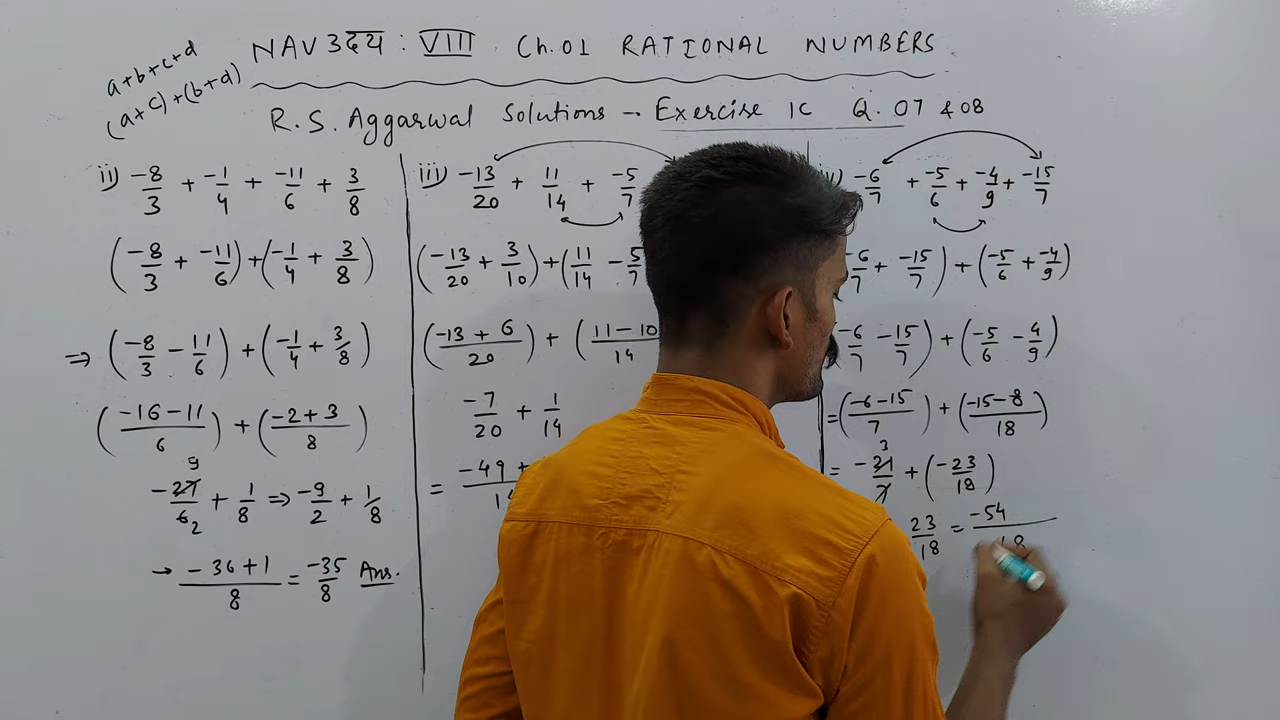 NAV उदय : VIII Ch.01 RATIONAL NUMBERS
a+b+c+d
(a+c)+(b+d)
R.S. Aggarwal Solutions - Exercise 1C Q. 07 & 08
ii) -8/3 + -1/4 + -11/6 + 3/8
(-8/3 + -11/6) + (-1/4 + 3/8)
⇒ (-8/3 - 11/6) + (-1/4 + 3/8)
(-16-11/6) + (-2+3/8)
-27/6 9 2 + 1/8 ⇒ -9/2 + 1/8
→ -36+1/8 = -35/8 Ans.
iii) -13/20 + 11/14 + -5/7
(-13/20 + 3/10) + (11/14 - 5/7
(-13+6/20) + (11-10/14
-7/20 + 1/14
= -49
-6/7 + -5/6 + -4/9 + -15/7
-6/7 + -15/7) + (-5/6 + -4/9)
-6/7 - 15/7) + (-5/6 - 4/9)
= (-6-15/7) + (-15-8/18)
= -21/7 3 + (-23/18)
23/18 = -54/18